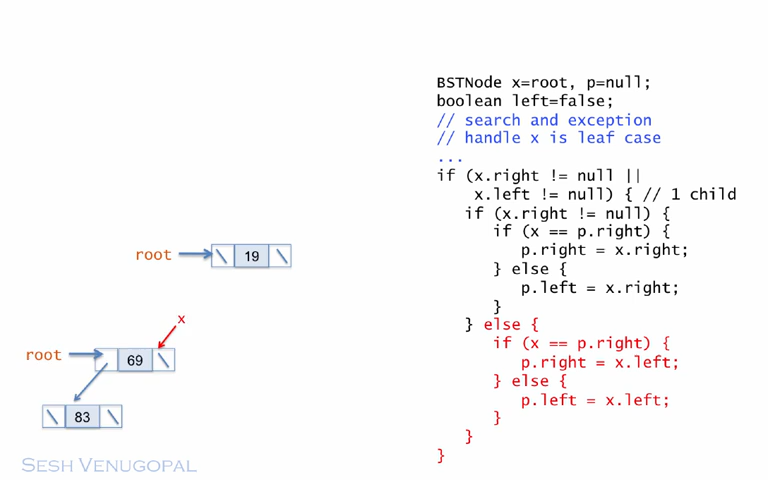 BSTNode x=root, p=null;
boolean left=false;
// search and exception
// handle x is leaf case
...
if (x.right != null ||
x.left != null) { // 1 child
if (x.right != null) {
if (x == p.right) {
p.right = x.right;
} else {
p.left = x.right;
}
} else {
if (x == p.right) {
p.right = x.left;
} else {
p.left = x.left;
}
}
}
root
19
x
root
69
83
SESH VENUGOPAL